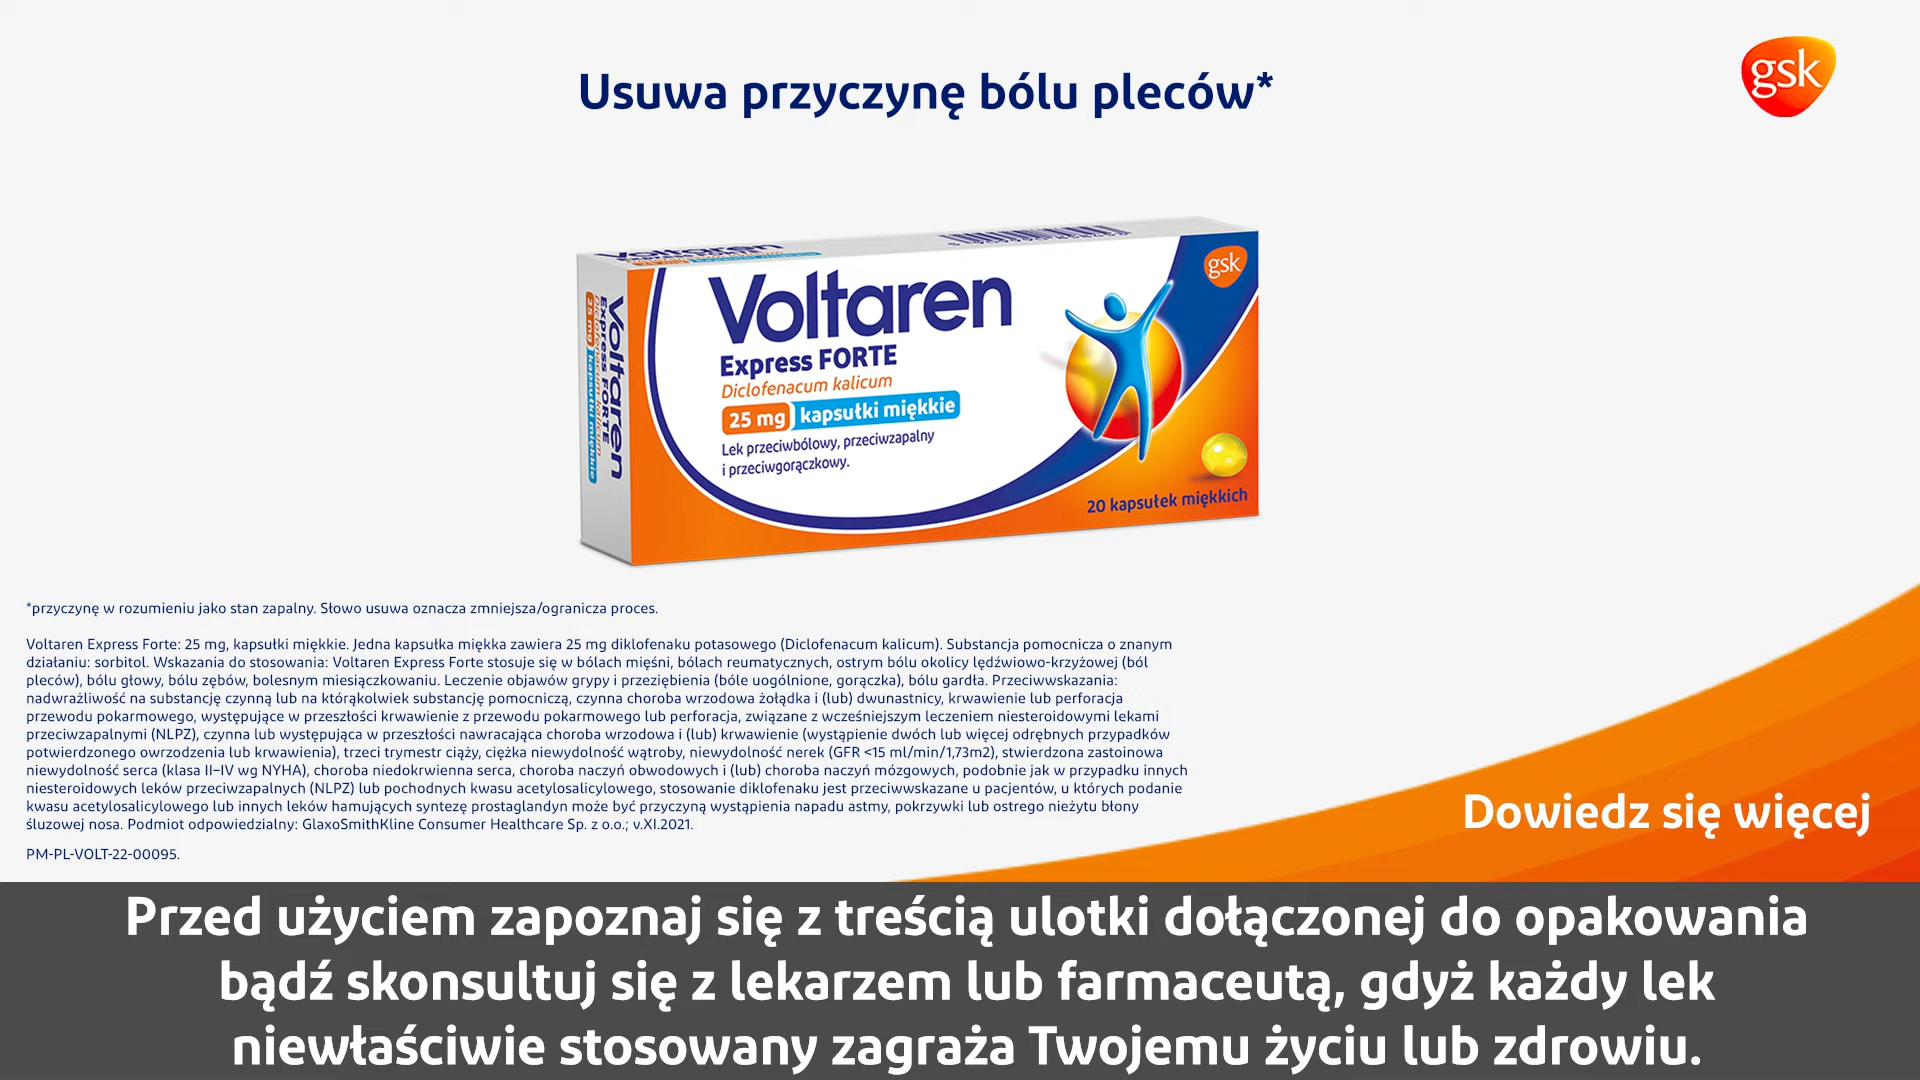 Usuwa przyczynę bólu pleców*
gsk
Voltaren
Express FORTE
25 mg
Voltaren
Express FORTE
Diclofenacum kalicum
25 mg kapsułki miękkie
Voltaren
Express FORTE
Diclofenacum kalicum
25 mg kapsułki miękkie
Lek przeciwbólowy, przeciwzapalny
i przeciwgorączkowy.
gsk
20 kapsułek miękkich
*przyczynę w rozumieniu jako stan zapalny. Słowo usuwa oznacza zmniejsza/ogranicza proces.
Voltaren Express Forte: 25 mg, kapsułki miękkie. Jedna kapsułka miękka zawiera 25 mg diklofenaku potasowego (Diclofenacum kalicum). Substancja pomocnicza o znanym
działaniu: sorbitol. Wskazania do stosowania: Voltaren Express Forte stosuje się w bólach mięśni, bólach reumatycznych, ostrym bólu okolicy lędźwiowo-krzyżowej (ból
pleców), bólu głowy, bólu zębów, bolesnym miesiączkowaniu. Leczenie objawów grypy i przeziębienia (bóle uogólnione, gorączka), bólu gardła. Przeciwwskazania:
nadwrażliwość na substancję czynną lub na którąkolwiek substancję pomocniczą, czynna choroba wrzodowa żołądka i (lub) dwunastnicy, krwawienie lub perforacja
przewodu pokarmowego, występujące w przeszłości krwawienie z przewodu pokarmowego lub perforacja, związane z wcześniejszym leczeniem niesteroidowymi lekami
przeciwzapalnymi (NLPZ), czynna lub występująca w przeszłości nawracająca choroba wrzodowa i (lub) krwawienie (wystąpienie dwóch lub więcej odrębnych przypadków
potwierdzonego owrzodzenia lub krwawienia), trzeci trymestr ciąży, ciężka niewydolność wątroby, niewydolność nerek (GFR <15 ml/min/1,73m2), stwierdzona zastoinowa
niewydolność serca (klasa II–IV wg NYHA), choroba niedokrwienna serca, choroba naczyń obwodowych i (lub) choroba naczyń mózgowych, podobnie jak w przypadku innych
niesteroidowych leków przeciwzapalnych (NLPZ) lub pochodnych kwasu acetylosalicylowego, stosowanie diklofenaku jest przeciwwskazane u pacjentów, u których podanie
kwasu acetylosalicylowego lub innych leków hamujących syntezę prostaglandyn może być przyczyną wystąpienia napadu astmy, pokrzywki lub ostrego nieżytu błony
śluzowej nosa. Podmiot odpowiedzialny: GlaxoSmithKline Consumer Healthcare Sp. z o.o.; v.XI.2021.
PM-PL-VOLT-22-00095.
Dowiedz się więcej
Przed użyciem zapoznaj się z treścią ulotki dołączonej do opakowania
bądź skonsultuj się z lekarzem lub farmaceutą, gdyż każdy lek
niewłaściwie stosowany zagraża Twojemu życiu lub zdrowiu.